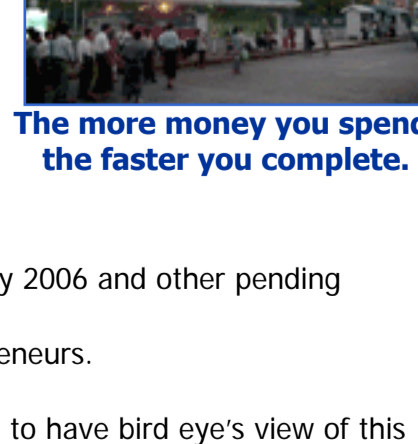 The more money you spend
the faster you complete.
y 2006 and other pending
eneurs.
to have bird eye's view of this